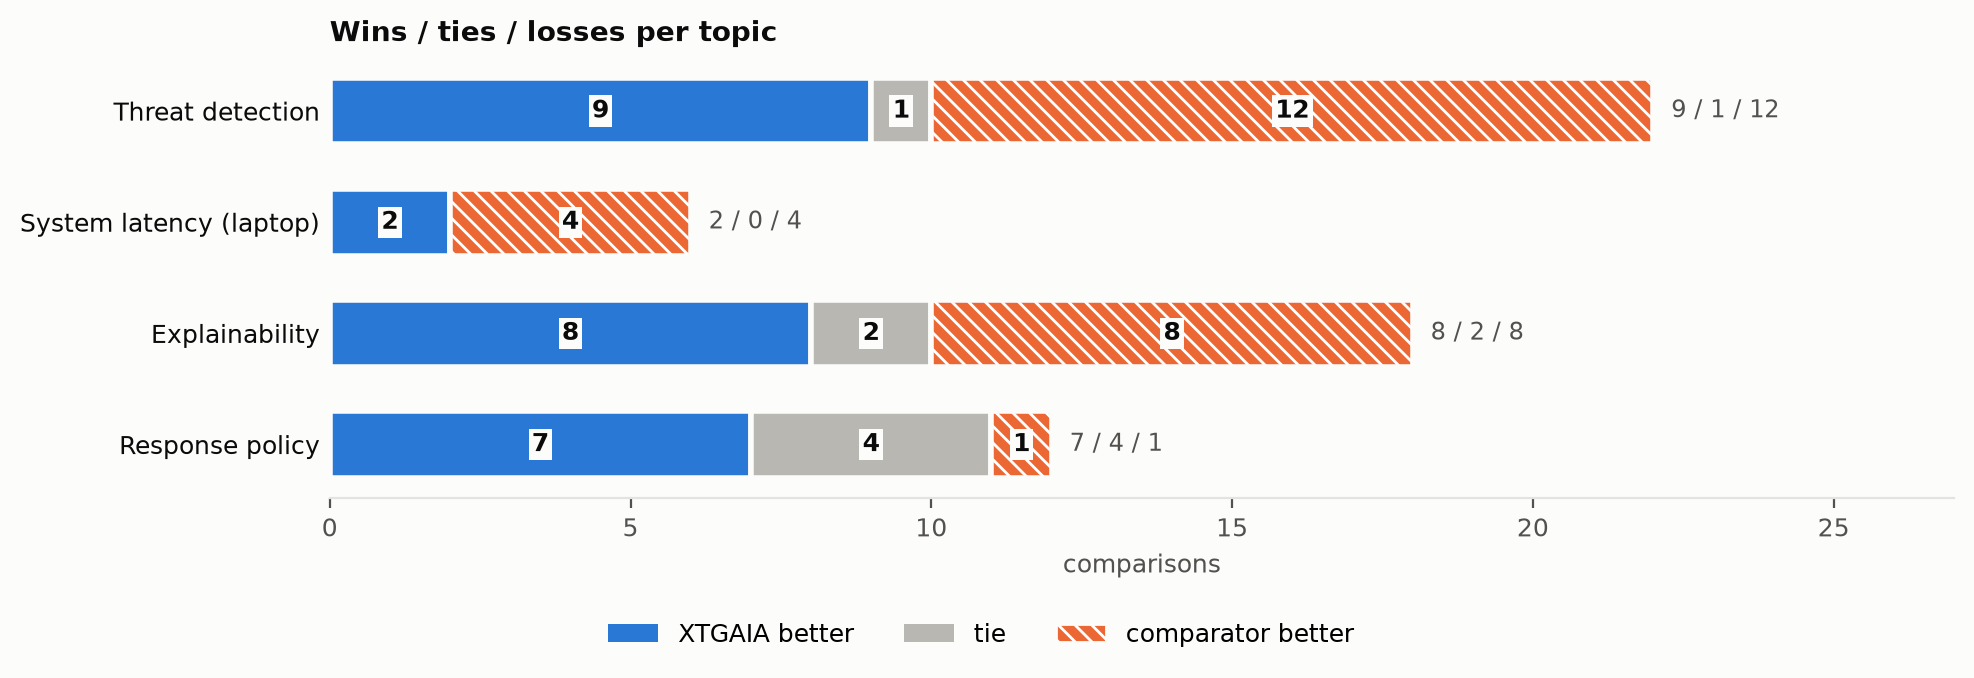 Wins / ties / losses per topic
Threat detection 9 1 12 9 / 1 / 12
System latency (laptop) 2 4 2 / 0 / 4
Explainability 8 2 8 8 / 2 / 8
Response policy 7 4 1 7 / 4 / 1
0 5 10 15 20 25
comparisons
XTGAIA better tie comparator better